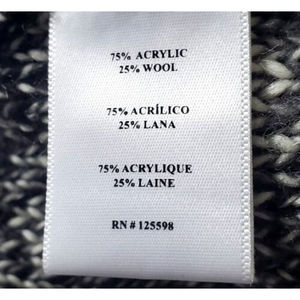 75% ACRYLIC
25% WOOL
75% ACRÍLICO
25% LANA
75% ACRYLIQUE
25% LAINE
RN # 125598